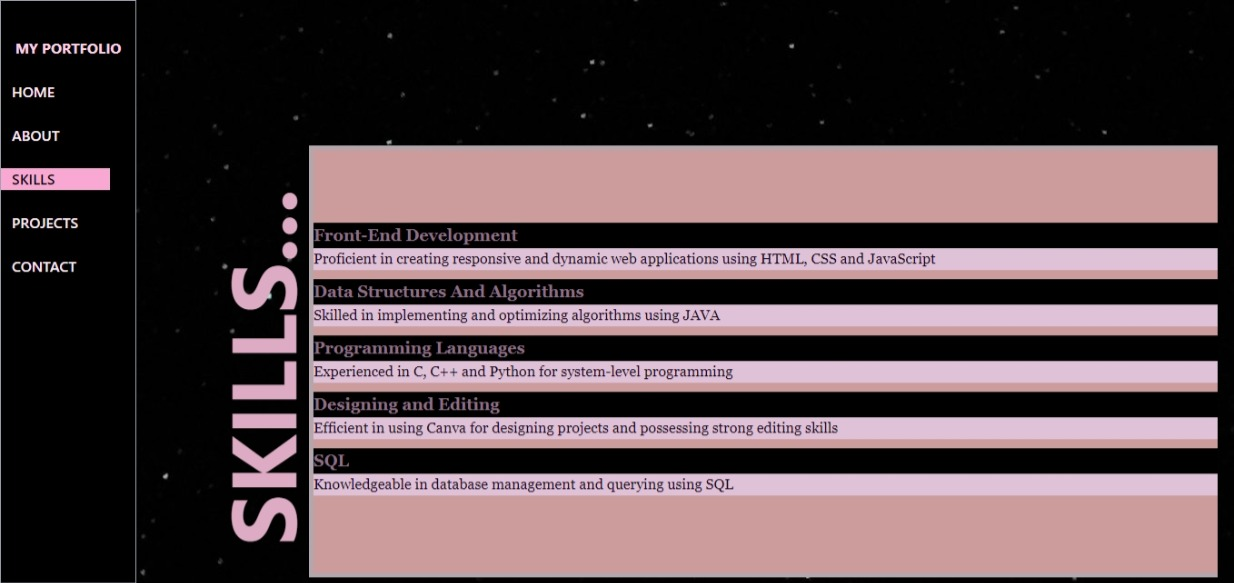 MY PORTFOLIO
HOME
ABOUT
SKILLS
PROJECTS
CONTACT
SKILLS...
Front-End Development
Proficient in creating responsive and dynamic web applications using HTML, CSS and JavaScript
Data Structures And Algorithms
Skilled in implementing and optimizing algorithms using JAVA
Programming Languages
Experienced in C, C++ and Python for system-level programming
Designing and Editing
Efficient in using Canva for designing projects and possessing strong editing skills
SQL
Knowledgeable in database management and querying using SQL